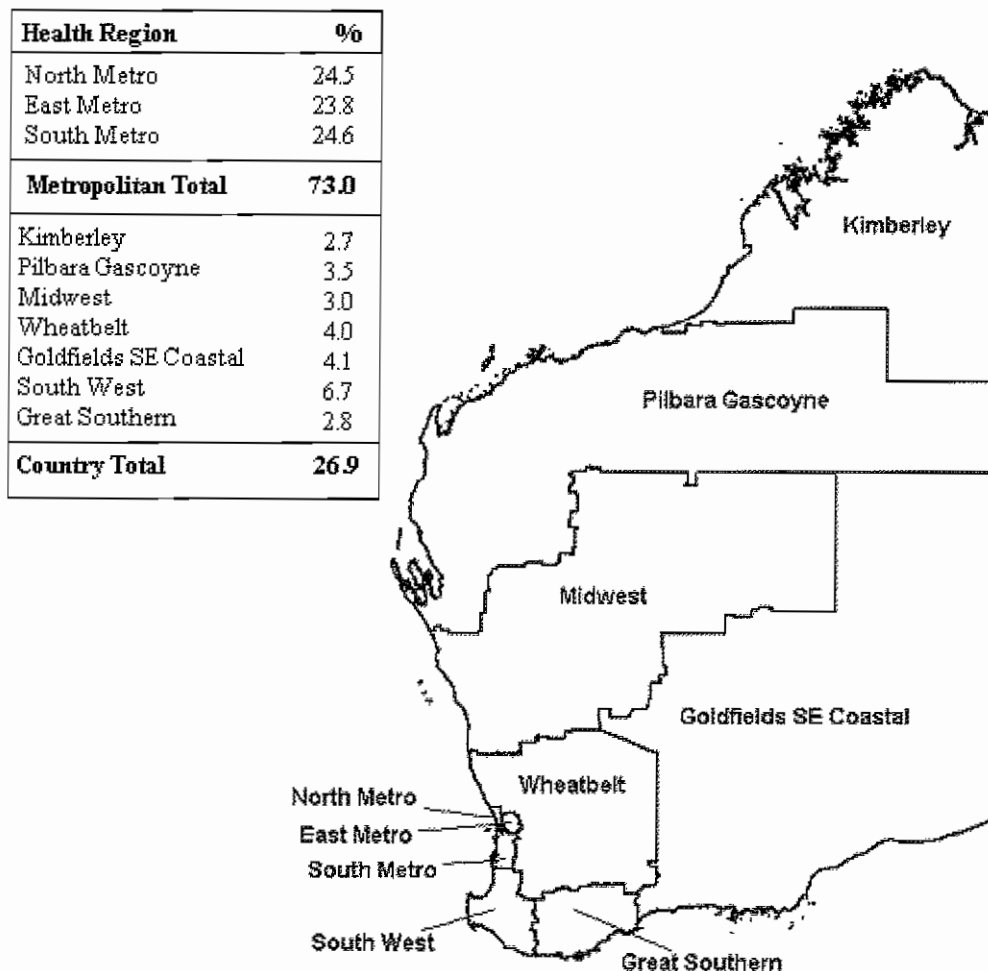 Health Region %
North Metro 24.5
East Metro 23.8
South Metro 24.6
Metropolitan Total 73.0
Kimberley 2.7
Pilbara Gascoyne 3.5
Midwest 3.0
Wheatbelt 4.0
Goldfields SE Coastal 4.1
South West 6.7
Great Southern 2.8
Country Total 26.9
Kimberley
Pilbara Gascoyne
Midwest
Goldfields SE Coastal
Wheatbelt
North Metro
East Metro
South Metro
South West
Great Southern